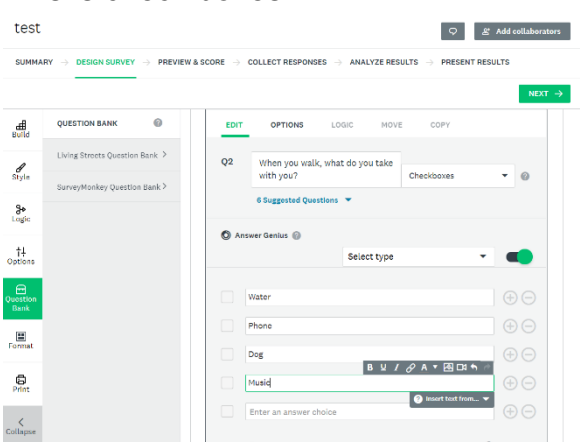 test
Add collaborators
SUMMARY → DESIGN SURVEY → PREVIEW & SCORE → COLLECT RESPONSES → ANALYZE RESULTS → PRESENT RESULTS
NEXT →
Build
Style
Logic
Options
Question
Bank
Format
Print
Collapse
QUESTION BANK
Living Streets Question Bank >
SurveyMonkey Question Bank >
EDIT OPTIONS LOGIC MOVE COPY
Q2
When you walk, what do you take
with you?
Checkboxes
6 Suggested Questions
Answer Genius
Select type
Water
Phone
Dog
B U I A
Music
Insert text from...
Enter an answer choice